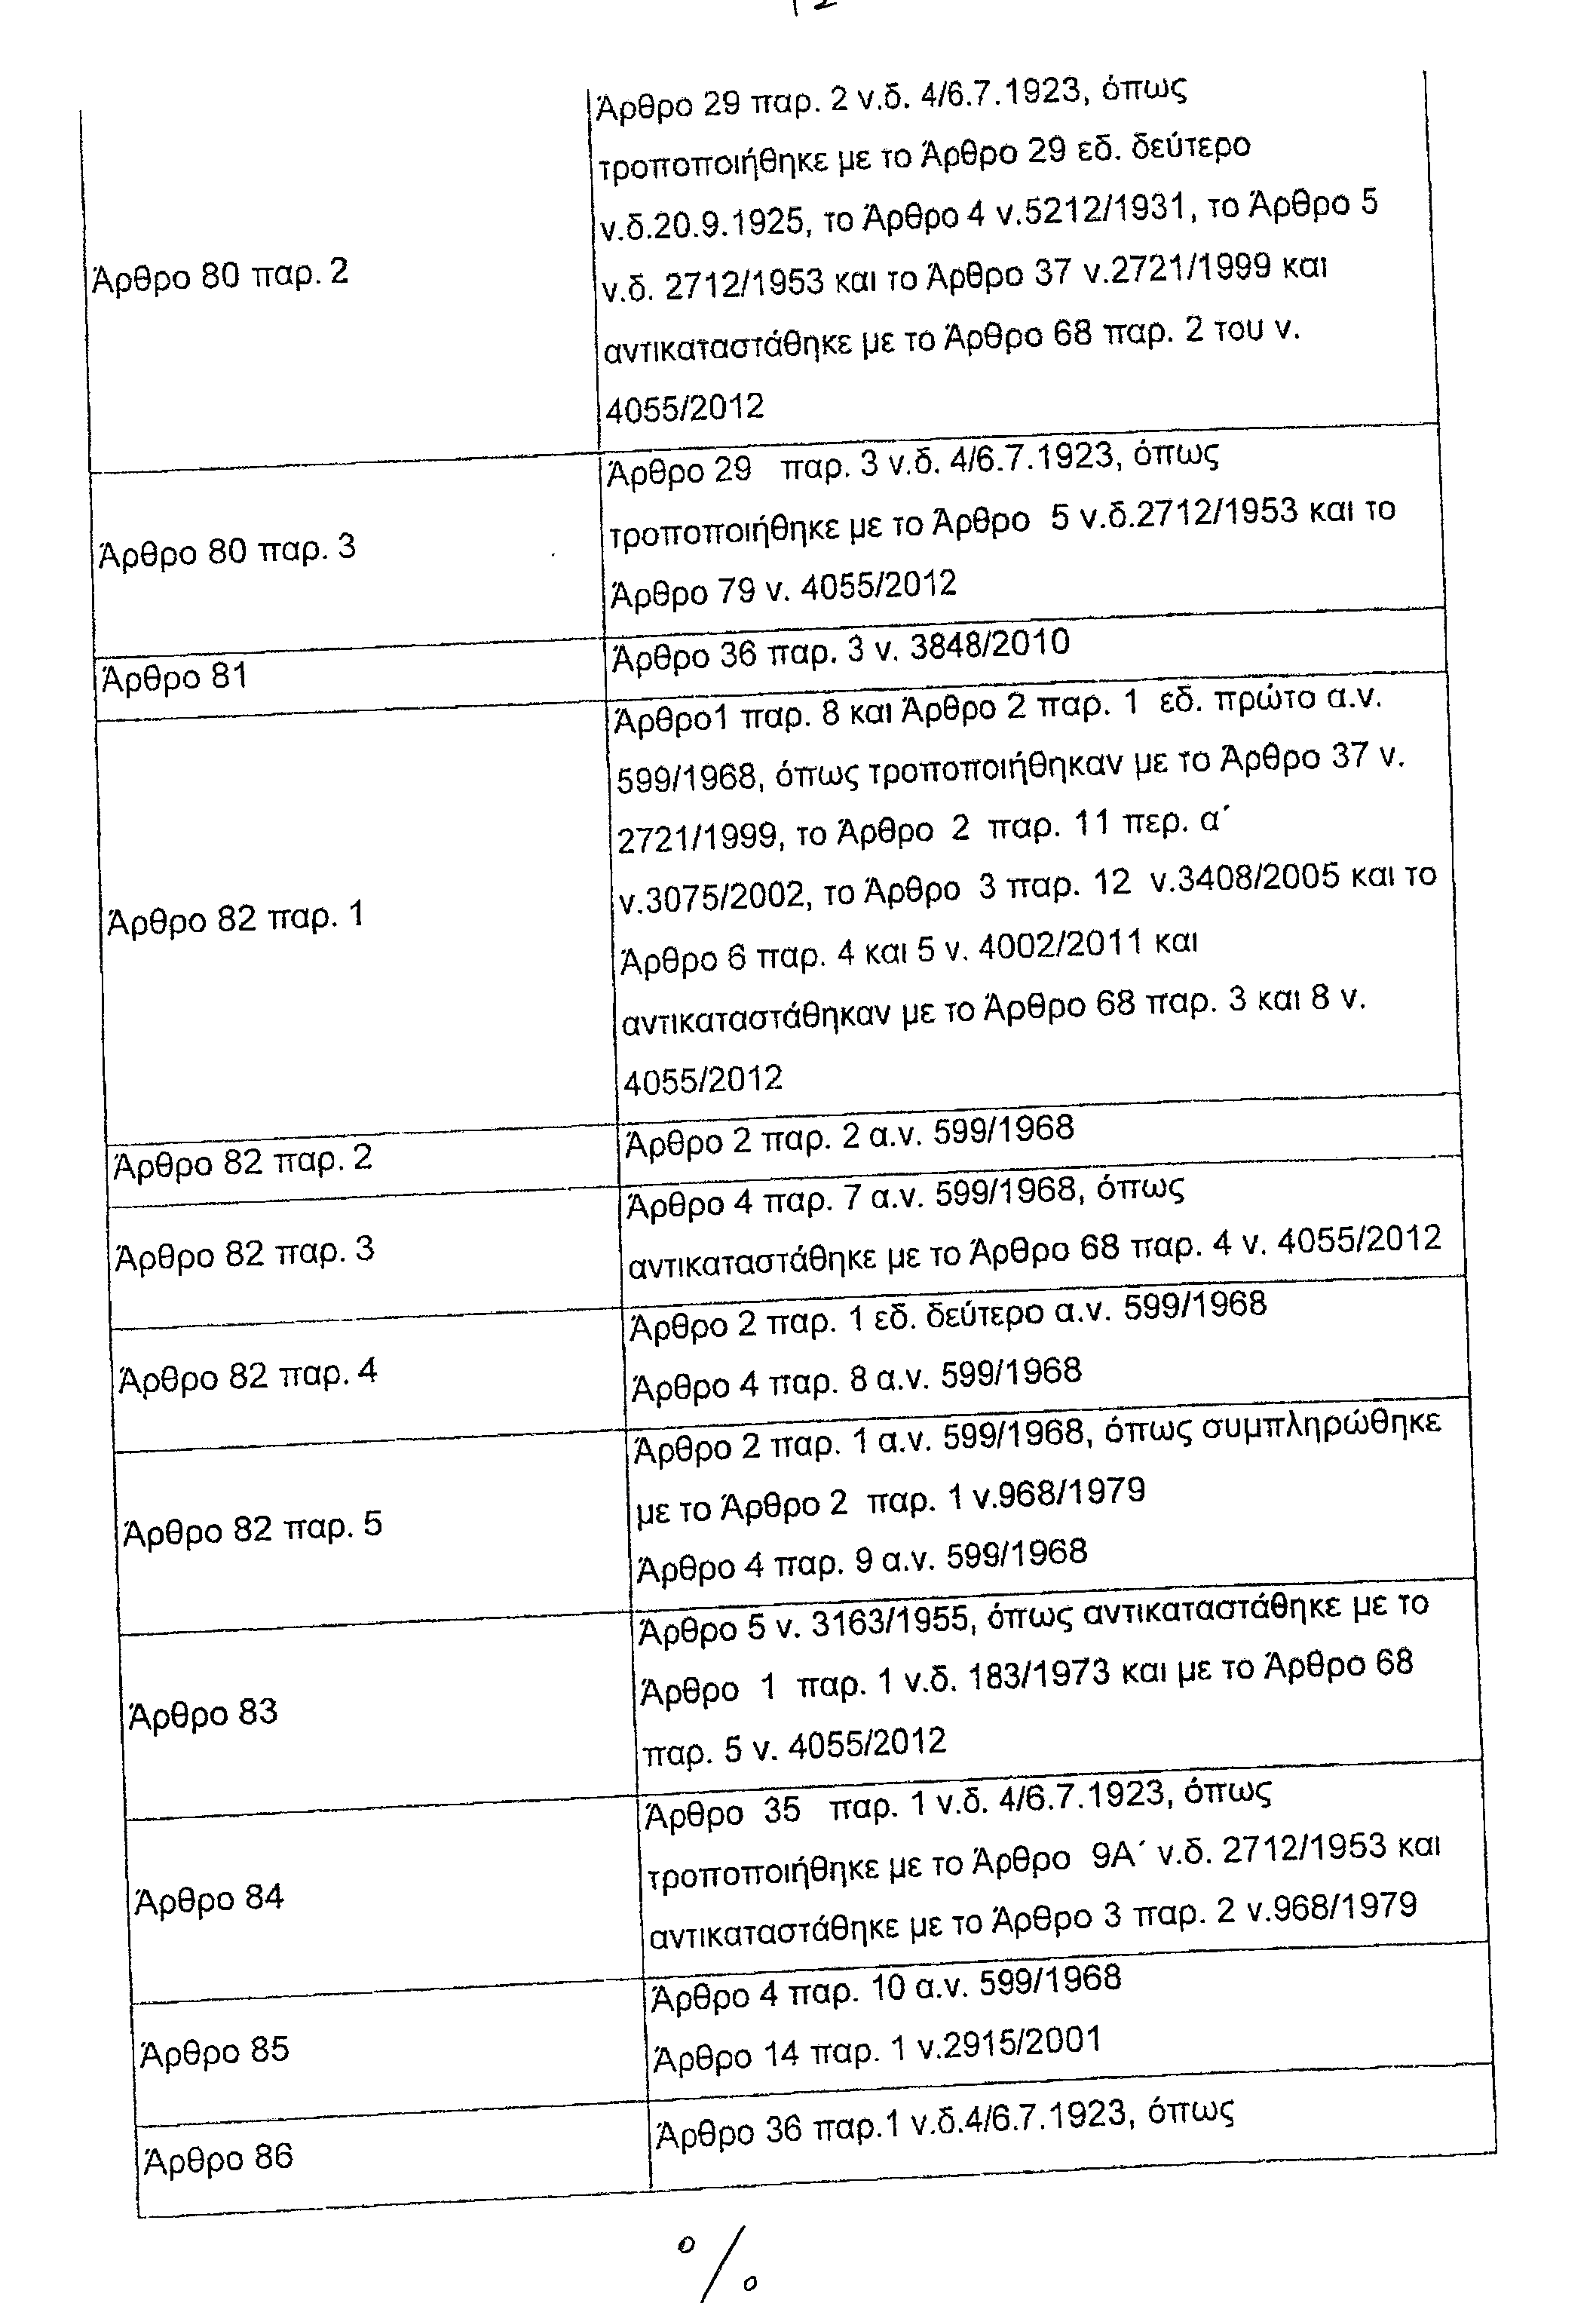 Άρθρο 29 παρ. 2 ν.δ. 4/6.7.1923, όπως
τροποποιήθηκε με το Άρθρο 29 εδ. δεύτερο
ν.δ.20.9.1925, το Άρθρο 4 ν.5212/1931, το Άρθρο 5
Άρθρο 80 παρ. 2
ν.δ. 2712/1953 και το Άρθρο 37 ν.2721/1999 και
αντικαταστάθηκε με το Άρθρο 68 παρ. 2 του ν.
4055/2012
Άρθρο 29 παρ. 3 ν.δ. 4/6.7.1923, όπως
Άρθρο 80 παρ. 3
τροποποιήθηκε με το Άρθρο 5 ν.δ.2712/1953 και το
Άρθρο 79 ν. 4055/2012
Άρθρο 81
Άρθρο 36 παρ. 3 ν. 3848/2010
Άρθρο1 παρ. 8 και Άρθρο 2 παρ. 1 εδ. πρώτο α.ν.
599/1968, όπως τροποποιήθηκαν με το Άρθρο 37 ν.
2721/1999, το Άρθρο 2 παρ. 11 περ. α΄
Άρθρο 82 παρ. 1
ν.3075/2002, το Άρθρο 3 παρ. 12 ν.3408/2005 και το
Άρθρο 6 παρ. 4 και 5 ν. 4002/2011 και
αντικαταστάθηκαν με το Άρθρο 68 παρ. 3 και 8 ν.
4055/2012
Άρθρο 82 παρ. 2
Άρθρο 2 παρ. 2 α.ν. 599/1968
Άρθρο 82 παρ. 3
Άρθρο 4 παρ. 7 α.ν. 599/1968, όπως
αντικαταστάθηκε με το Άρθρο 68 παρ. 4 ν. 4055/2012
Άρθρο 82 παρ. 4
Άρθρο 2 παρ. 1 εδ. δεύτερο α.ν. 599/1968
Άρθρο 4 παρ. 8 α.ν. 599/1968
Άρθρο 2 παρ. 1 α.ν. 599/1968, όπως συμπληρώθηκε
Άρθρο 82 παρ. 5
με το Άρθρο 2 παρ. 1 ν.968/1979
Άρθρο 4 παρ. 9 α.ν. 599/1968
Άρθρο 5 ν. 3163/1955, όπως αντικαταστάθηκε με το
Άρθρο 83
Άρθρο 1 παρ. 1 ν.δ. 183/1973 και με το Άρθρο 68
παρ. 5 ν. 4055/2012
Άρθρο 35 παρ. 1 ν.δ. 4/6.7.1923, όπως
Άρθρο 84
τροποποιήθηκε με το Άρθρο 9Α΄ ν.δ. 2712/1953 και
αντικαταστάθηκε με το Άρθρο 3 παρ. 2 ν.968/1979
Άρθρο 85
Άρθρο 4 παρ. 10 α.ν. 599/1968
Άρθρο 14 παρ. 1 ν.2915/2001
Άρθρο 86
Άρθρο 36 παρ.1 ν.δ.4/6.7.1923, όπως
%